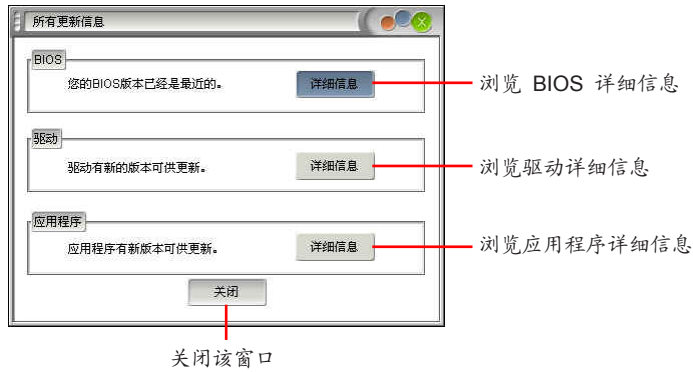 所有更新信息
BIOS
您的BIOS版本已经是最近的。
详细信息
浏览 BIOS 详细信息
驱动
驱动有新的版本可供更新。
详细信息
浏览驱动详细信息
应用程序
应用程序有新版本可供更新。
详细信息
浏览应用程序详细信息
关闭
关闭该窗口